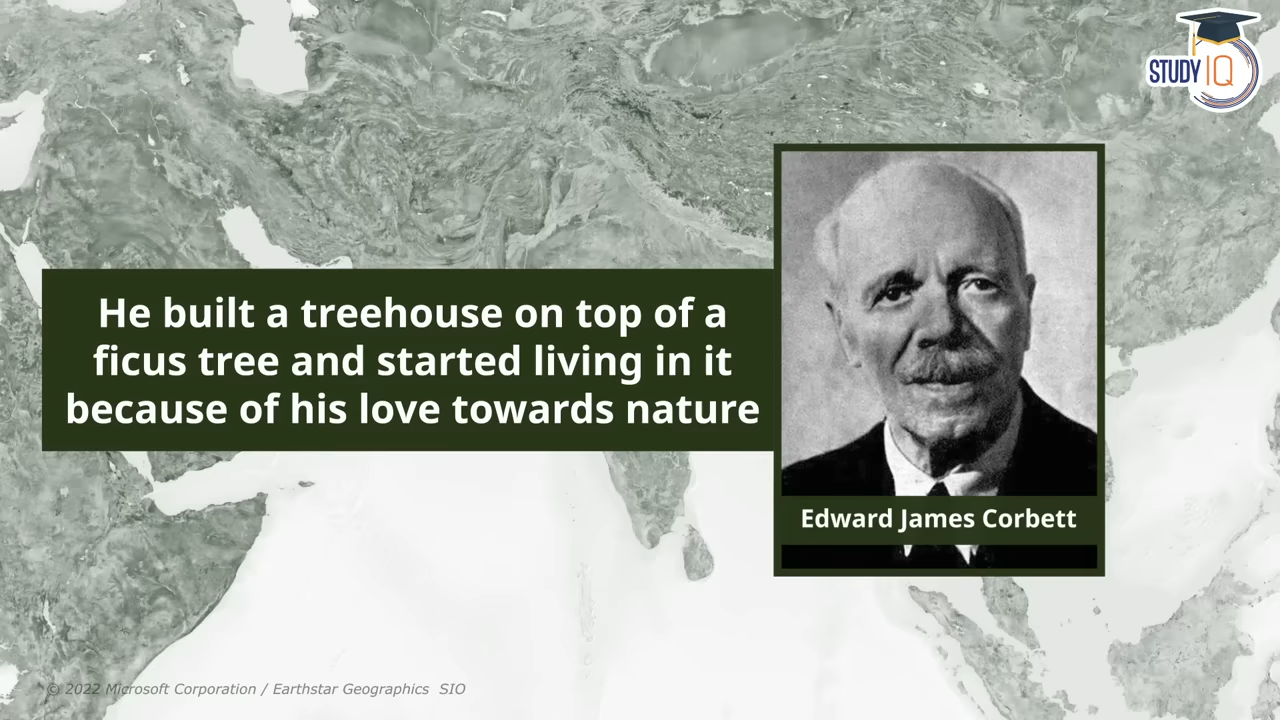 STUDY IQ
He built a treehouse on top of a
ficus tree and started living in it
because of his love towards nature
Edward James Corbett
© 2022 Microsoft Corporation / Earthstar Geographics SIO